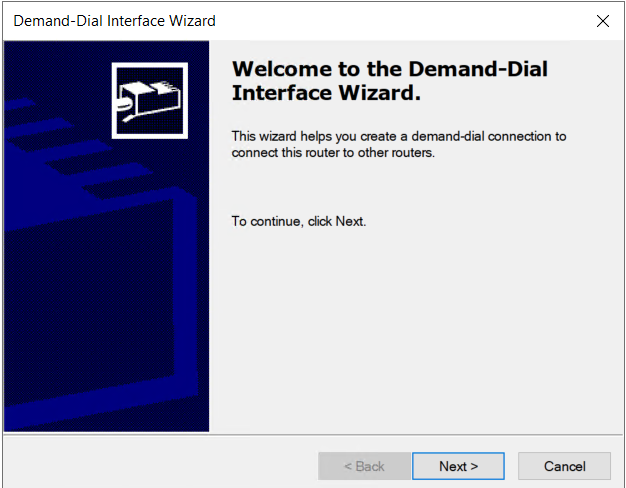 Demand-Dial Interface Wizard
Welcome to the Demand-Dial
Interface Wizard.
This wizard helps you create a demand-dial connection to
connect this router to other routers.
To continue, click Next.
< Back
Next >
Cancel